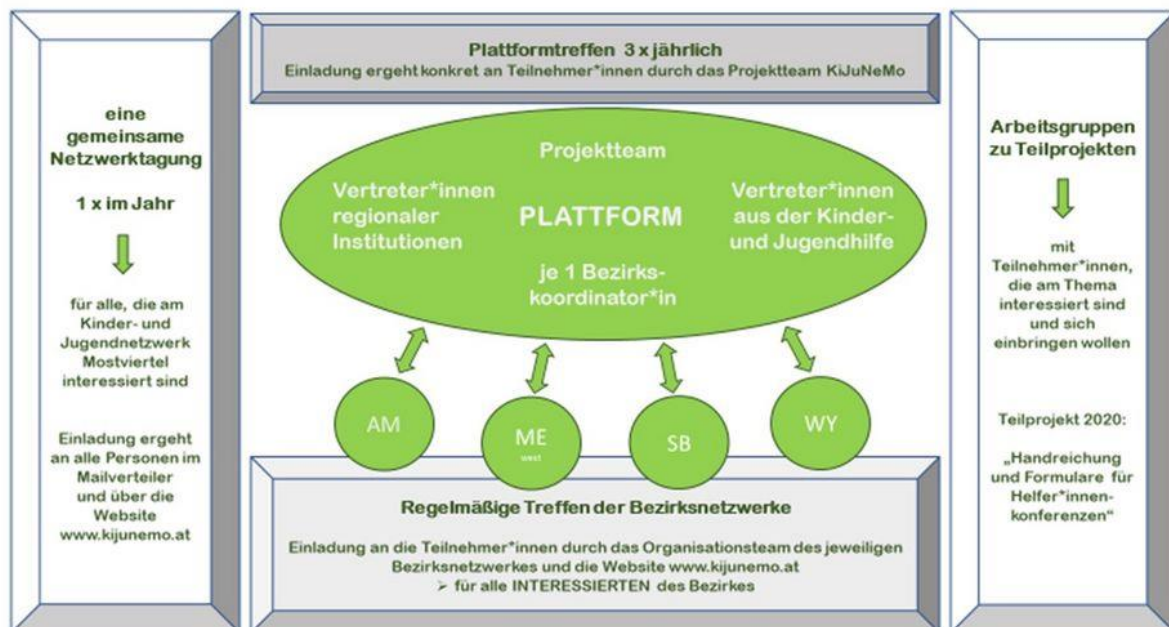 Plattformtreffen 3 x jährlich
Einladung ergeht konkret an Teilnehmer*innen durch das Projektteam KiJuNeMo
eine
gemeinsame
Netzwerktagung
1 x im Jahr
für alle, die am
Kinder- und
Jugendnetzwerk
Mostviertel
interessiert sind
Einladung ergeht
an alle Personen im
Mailverteiler
und über die
Website
www.kijunemo.at
Projektteam
Vertreter*innen
regionaler
Institutionen
PLATTFORM
Vertreter*innen
aus der Kinder-
und Jugendhilfe
je 1 Bezirks-
koordinator*in
AM
ME
west
SB
WY
Regelmäßige Treffen der Bezirksnetzwerke
Einladung an die Teilnehmer*innen durch das Organisationsteam des jeweiligen
Bezirksnetzwerkes und die Website www.kijunemo.at
➢ für alle INTERESSIERTEN des Bezirkes
Arbeitsgruppen
zu Teilprojekten
mit
Teilnehmer*innen,
die am Thema
interessiert sind
und sich
einbringen wollen
Teilprojekt 2020:
„Handreichung
und Formulare für
Helfer*innen-
konferenzen“